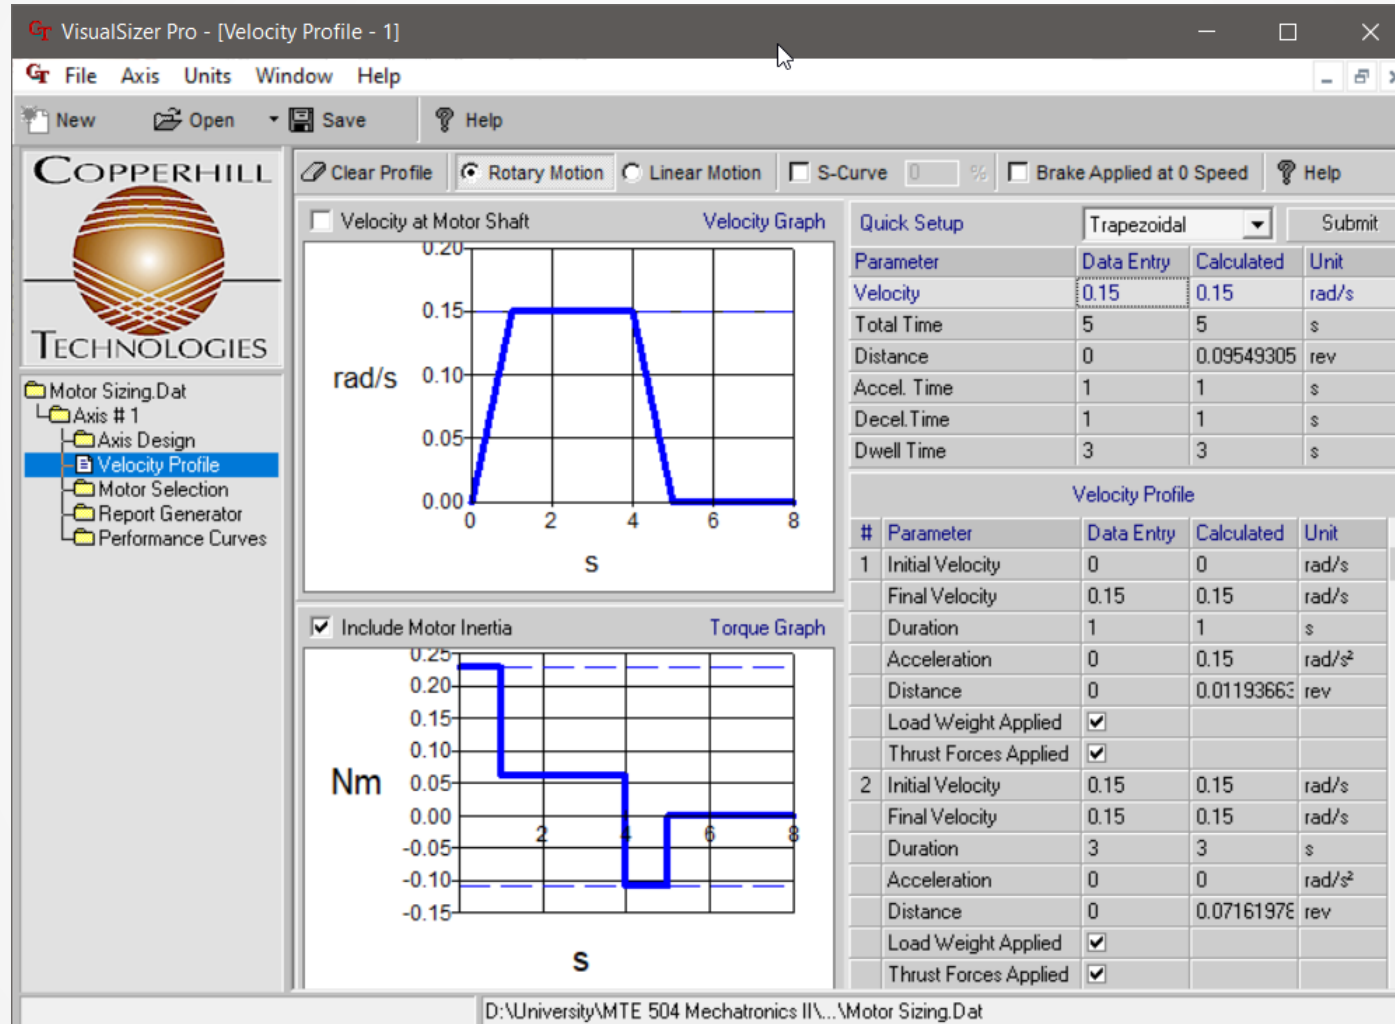 VisualSizer Pro - [Velocity Profile - 1]
File Axis Units Window Help
New Open Save Help
COPPERHILL
TECHNOLOGIES
Motor Sizing.Dat
Axis # 1
Axis Design
Velocity Profile
Motor Selection
Report Generator
Performance Curves
Clear Profile Rotary Motion Linear Motion S-Curve 0 % Brake Applied at 0 Speed Help
Velocity at Motor Shaft Velocity Graph
0.20
0.15
rad/s 0.10
0.05
0.00
0 2 4 6 8
S
Include Motor Inertia Torque Graph
0.25
0.20
0.15
0.10
Nm 0.05
0.00
2 4 6 8
-0.05
-0.10
-0.15
S
Quick Setup Trapezoidal Submit
Parameter Data Entry Calculated Unit
Velocity 0.15 0.15 rad/s
Total Time 5 5 s
Distance 0 0.09549305 rev
Accel. Time 1 1 s
Decel.Time 1 1 s
Dwell Time 3 3 s
Velocity Profile
# Parameter Data Entry Calculated Unit
1 Initial Velocity 0 0 rad/s
Final Velocity 0.15 0.15 rad/s
Duration 1 1 s
Acceleration 0 0.15 rad/s²
Distance 0 0.01193663 rev
Load Weight Applied
Thrust Forces Applied
2 Initial Velocity 0.15 0.15 rad/s
Final Velocity 0.15 0.15 rad/s
Duration 3 3 s
Acceleration 0 0 rad/s²
Distance 0 0.07161978 rev
Load Weight Applied
Thrust Forces Applied
D:\University\MTE 504 Mechatronics II\...\Motor Sizing.Dat